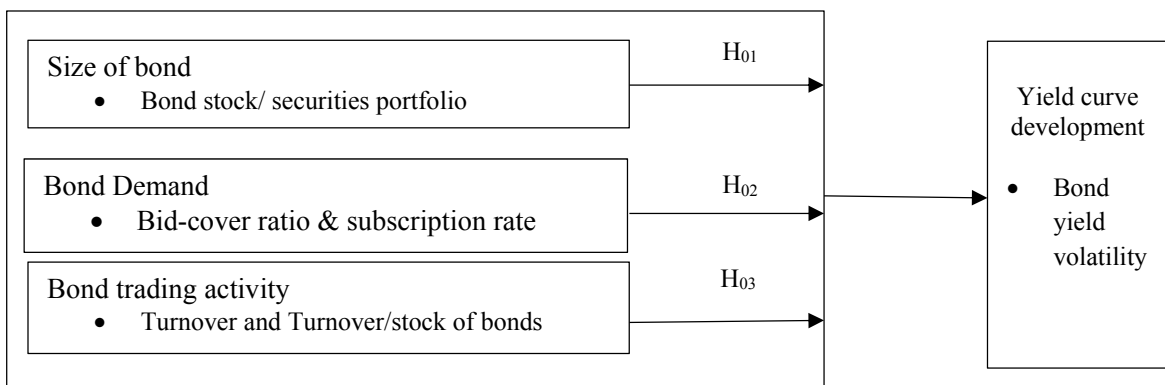 Size of bond
• Bond stock/ securities portfolio
H01
Bond Demand
• Bid-cover ratio & subscription rate
H02
Bond trading activity
• Turnover and Turnover/stock of bonds
H03
Yield curve
development
• Bond
yield
volatility